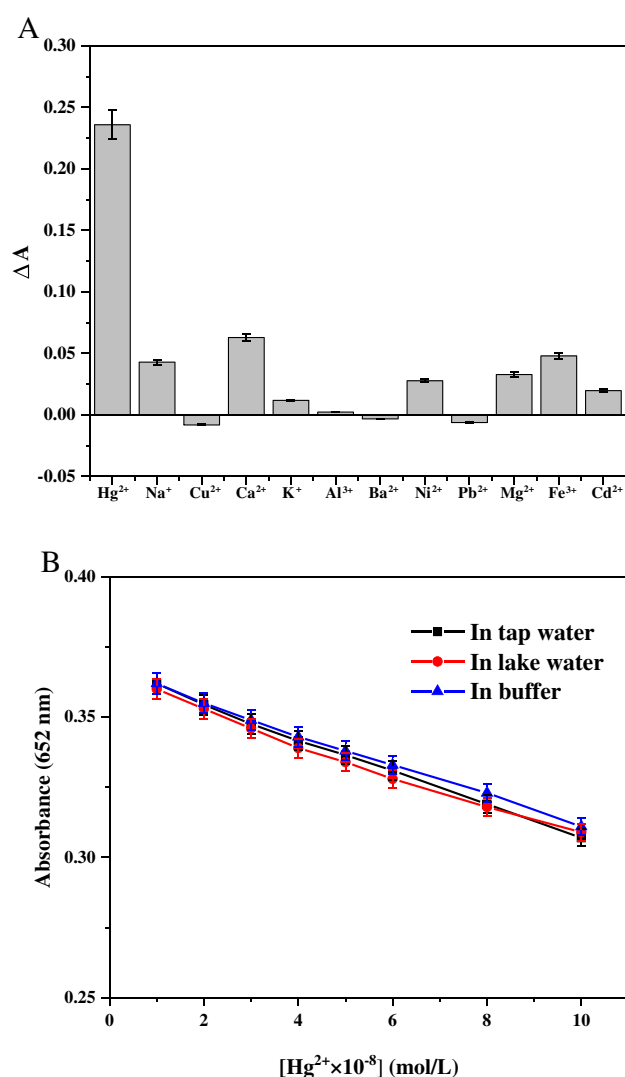 A
0.30
0.25
0.20
0.15
0.10
0.05
0.00
-0.05
ΔA
Hg²⁺ Na⁺ Cu²⁺ Ca²⁺ K⁺ Al³⁺ Ba²⁺ Ni²⁺ Pb²⁺ Mg²⁺ Fe³⁺ Cd²⁺
B
0.40
0.35
0.30
0.25
Absorbance (652 nm)
In tap water
In lake water
In buffer
0 2 4 6 8 10
[Hg²⁺×10⁻⁸] (mol/L)